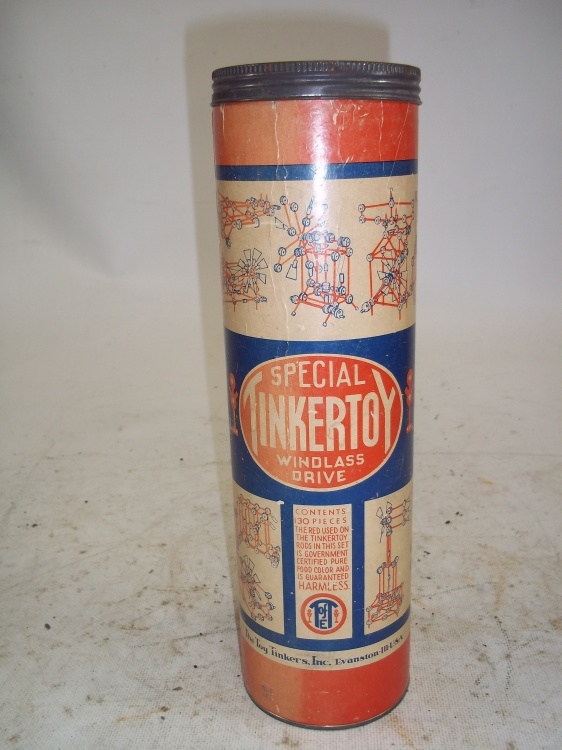 SPECIAL
TINKERTOY
WINDLASS
DRIVE
CONTENTS
130 PIECES
THE RED USED ON
THE TINKERTOY
RODS IN THIS SET
IS GOVERNMENT
CERTIFIED PURE
FOOD COLOR AND
IS GUARANTEED
HARMLESS.
The Toy Tinkers, Inc. Evanston-Ill-U.S.A.